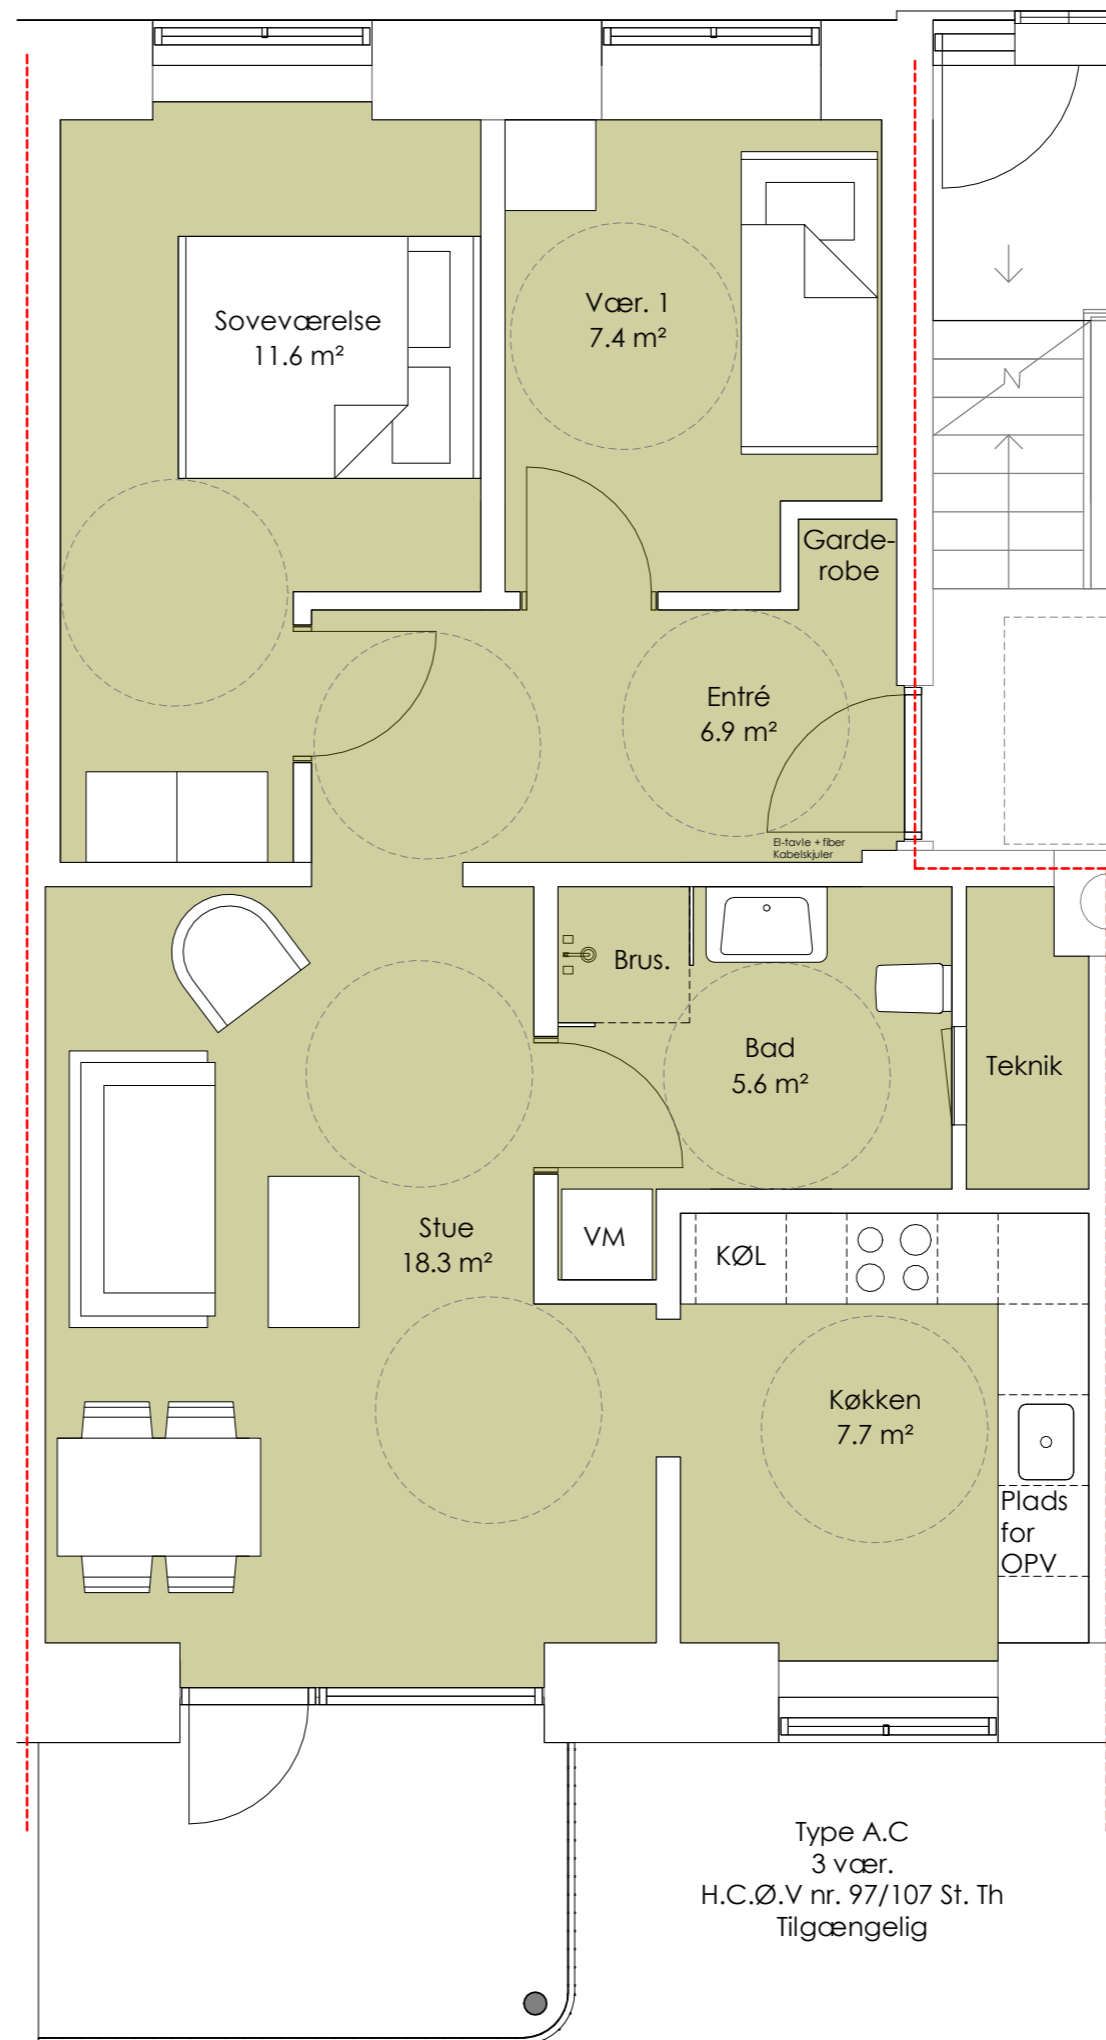 Soveværelse
11.6 m²
Vær. 1
7.4 m²
Garde-
robe
Entré
6.9 m²
El-tavle + fiber
Kabelskjuler
Brus.
Bad
5.6 m²
Teknik
Stue
18.3 m²
VM
KØL
Køkken
7.7 m²
Plads
for
OPV
Type A.C
3 vær.
H.C.Ø.V nr. 97/107 St. Th
Tilgængelig